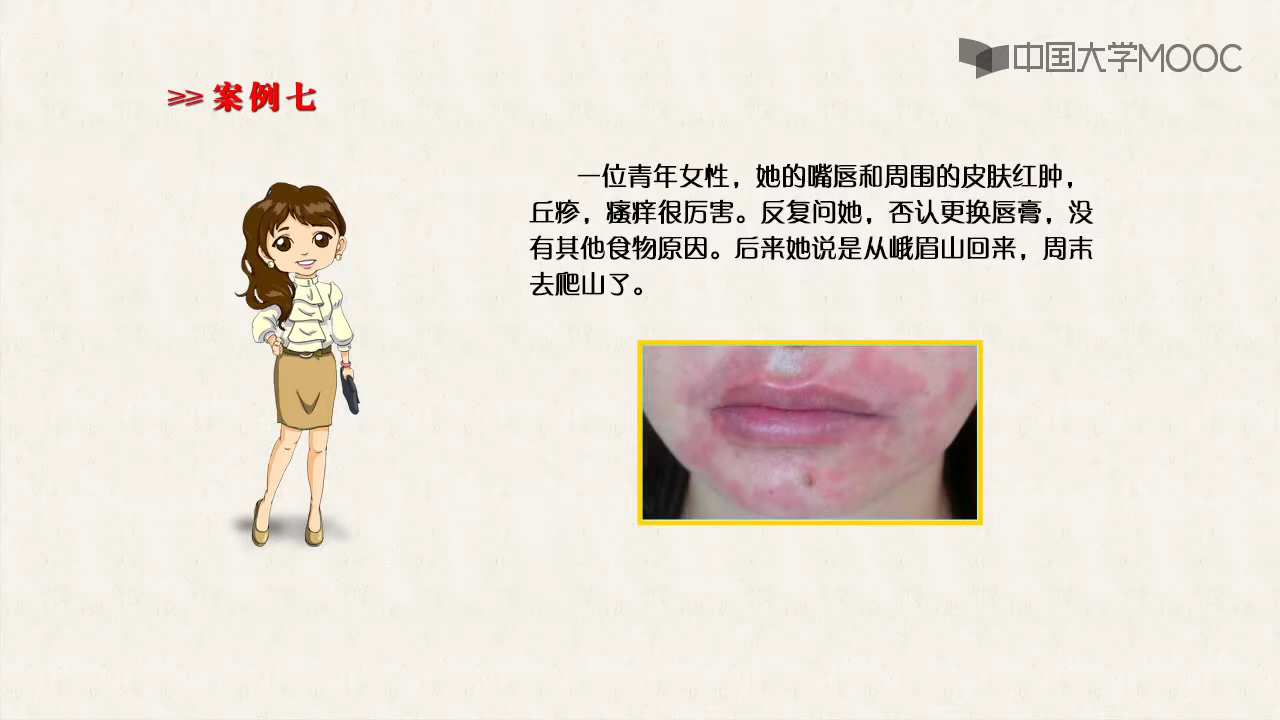 中国大学MOOC
>> 案例七
一位青年女性，她的嘴唇和周围的皮肤红肿，
丘疹，瘙痒很厉害。反复问她，否认更换唇膏，没
有其他食物原因。后来她说是从峨眉山回来，周末
去爬山了。